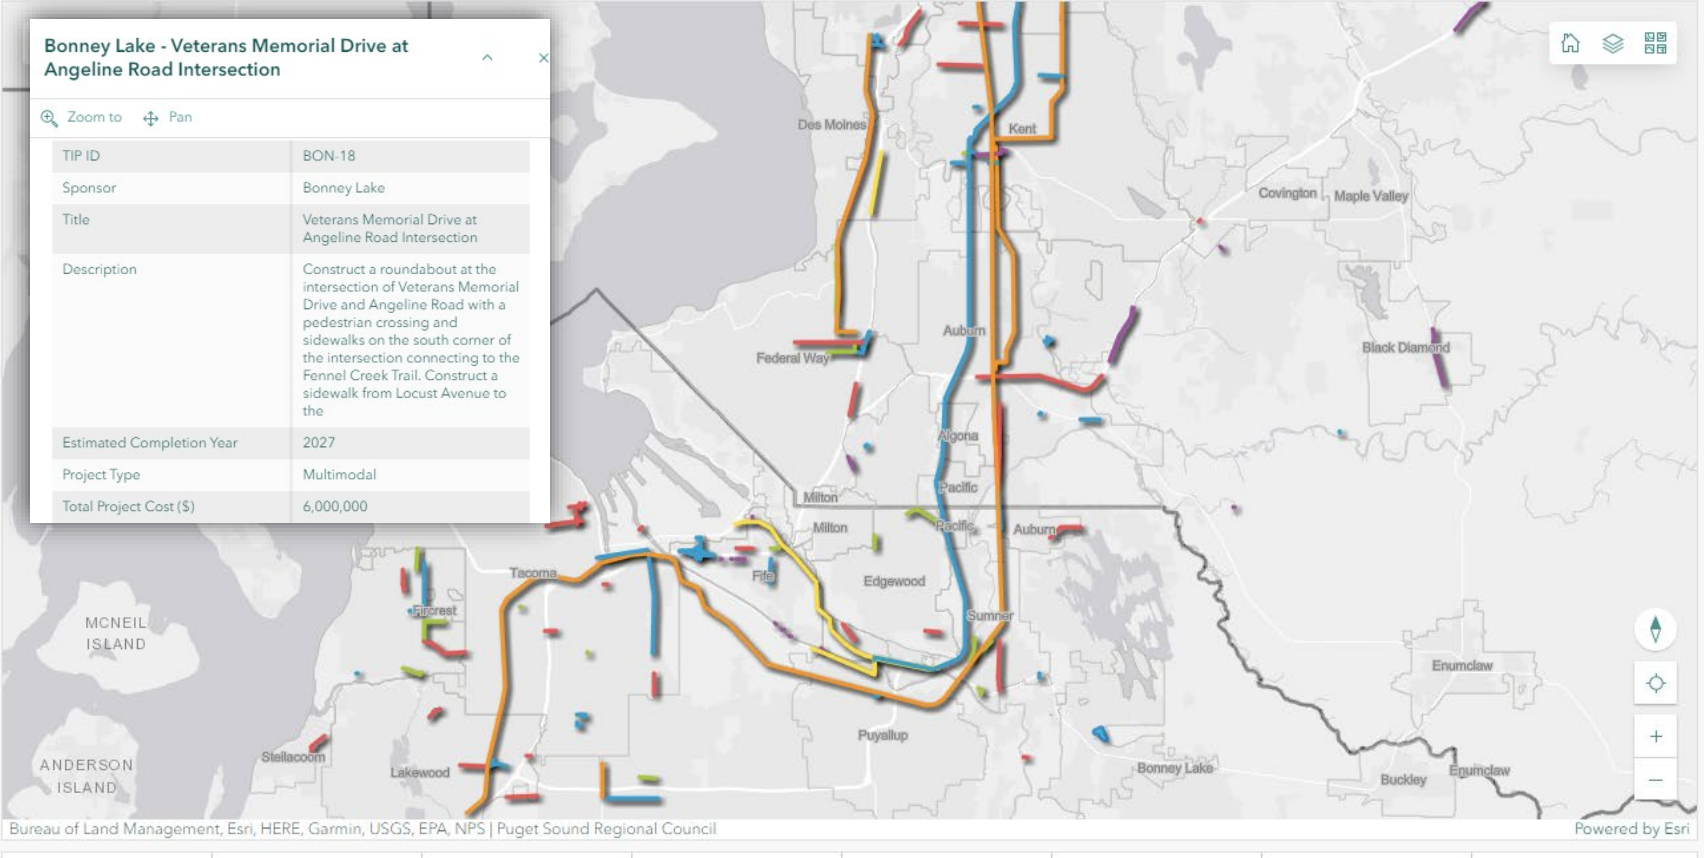 Bonney Lake - Veterans Memorial Drive at
Angeline Road Intersection
Zoom to
Pan
TIP ID
BON-18
Sponsor
Bonney Lake
Title
Veterans Memorial Drive at
Angeline Road Intersection
Description
Construct a roundabout at the
intersection of Veterans Memorial
Drive and Angeline Road with a
pedestrian crossing and
sidewalks on the south corner of
the intersection connecting to the
Fennel Creek Trail. Construct a
sidewalk from Locust Avenue to
the
Estimated Completion Year
2027
Project Type
Multimodal
Total Project Cost ($)
6,000,000
Des Moines
Kent
Covington
Maple Valley
Auburn
Federal Way
Black Diamond
Algona
Pacific
Milton
Milton
Pacific
Auburn
Tacoma
Fife
Edgewood
Fircrest
Sumner
MCNEIL
ISLAND
Enumclaw
Puyallup
Steilacoom
ANDERSON
ISLAND
Lakewood
Bonney Lake
Buckley
Enumclaw
Bureau of Land Management, Esri, HERE, Garmin, USGS, EPA, NPS | Puget Sound Regional Council
Powered by Esri